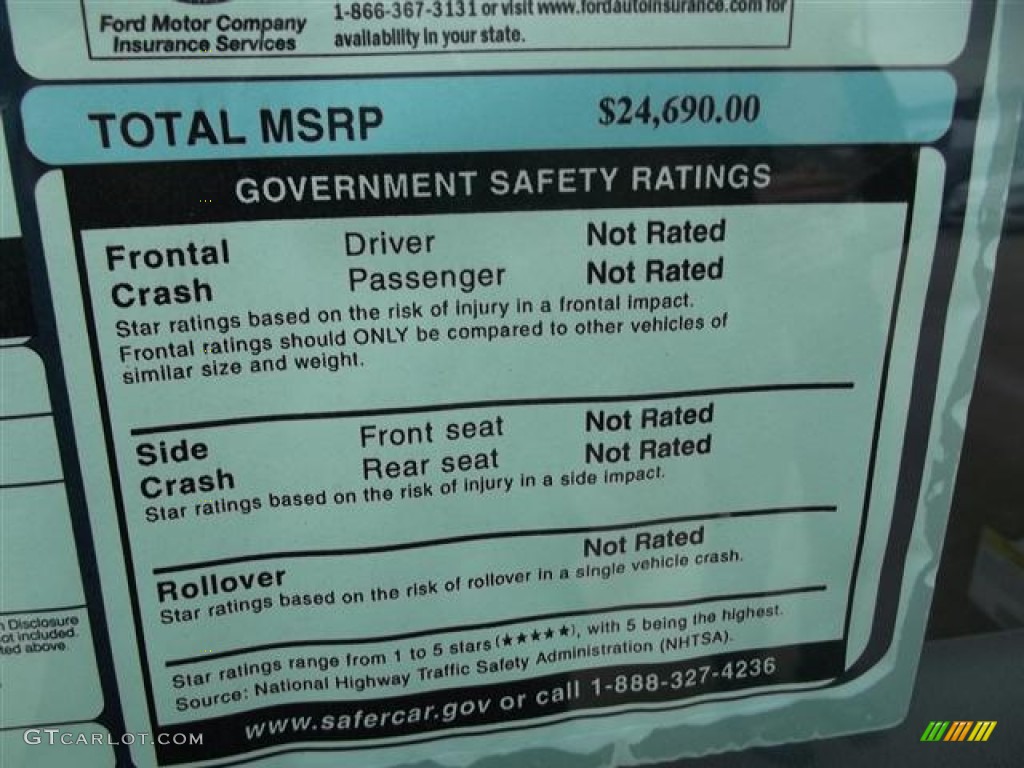 Ford Motor Company
Insurance Services
1-866-367-3131 or visit www.fordautoinsurance.com for
availability in your state.
TOTAL MSRP $24,690.00
GOVERNMENT SAFETY RATINGS
Frontal Driver Not Rated
Crash Passenger Not Rated
Star ratings based on the risk of injury in a frontal impact.
Frontal ratings should ONLY be compared to other vehicles of
similar size and weight.
Side Front seat Not Rated
Crash Rear seat Not Rated
Star ratings based on the risk of injury in a side impact.
Rollover Not Rated
Star ratings based on the risk of rollover in a single vehicle crash.
Star ratings range from 1 to 5 stars (★★★★★), with 5 being the highest.
Source: National Highway Traffic Safety Administration (NHTSA).
www.safercar.gov or call 1-888-327-4236
Disclosure
not included.
ted above.
GTCARLOT.COM